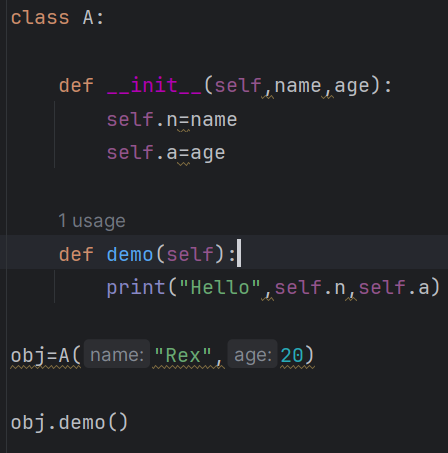 class A:
    def __init__(self,name,age):
        self.n=name
        self.a=age
    1 usage
    def demo(self):
        print("Hello",self.n,self.a)
obj=A(name:"Rex",age:20)
obj.demo()